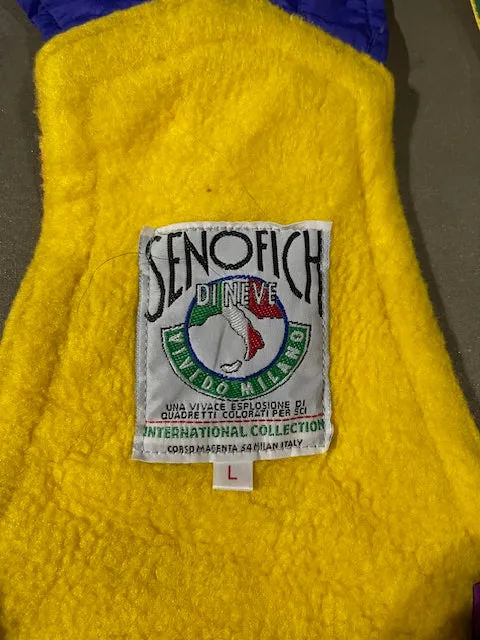 SENOFICH
DI NEVE
VIVEDO MILANO
UNA VIVACE ESPLOSIONE DI
QUADRETTI COLORATI PER SCI
INTERNATIONAL COLLECTION
CORSO MAGENTA 54 MILAN ITALY
L